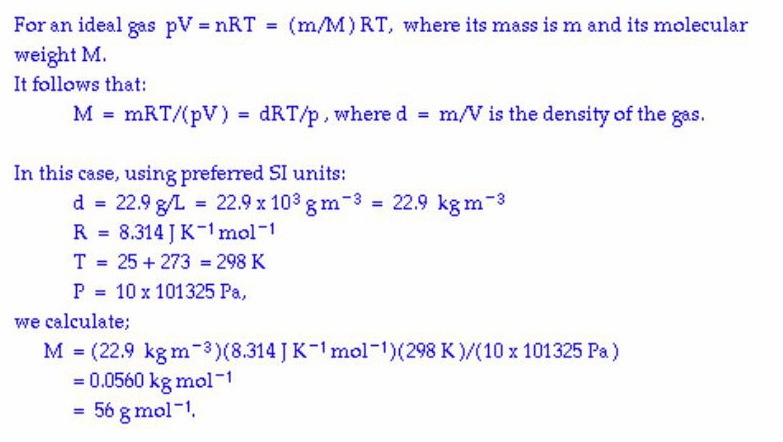 For an ideal gas pV = nRT = (m/M) RT, where its mass is m and its molecular
weight M.
It follows that:
M = mRT/(pV) = dRT/p, where d = m/V is the density of the gas.
In this case, using preferred SI units:
d = 22.9 g/L = 22.9 x 10³ g m⁻³ = 22.9 kg m⁻³
R = 8.314 J K⁻¹ mol⁻¹
T = 25 + 273 = 298 K
P = 10 x 101325 Pa,
we calculate;
M = (22.9 kg m⁻³)(8.314 J K⁻¹ mol⁻¹)(298 K)/(10 x 101325 Pa)
= 0.0560 kg mol⁻¹
= 56 g mol⁻¹.